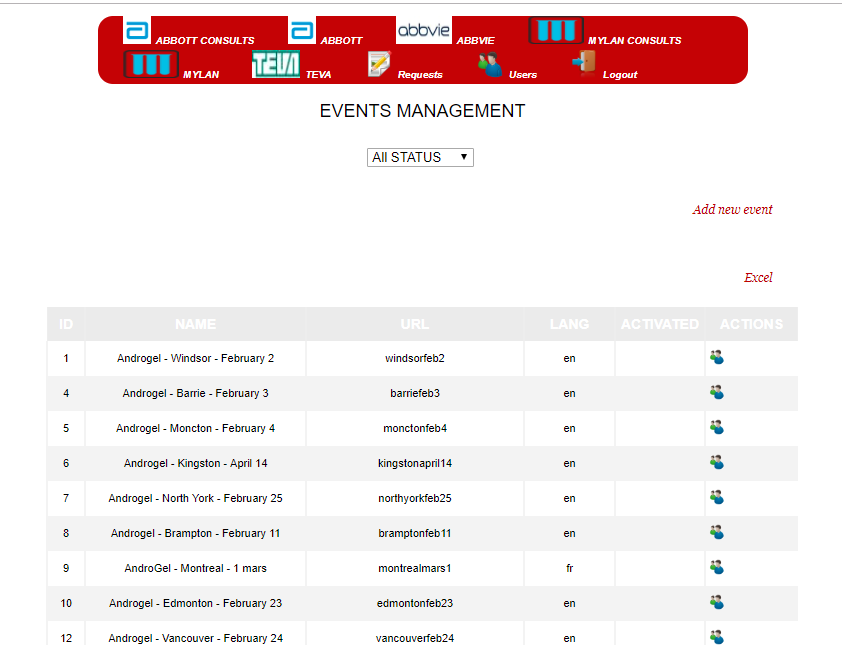 ABBOTT CONSULTS ABBOTT abbvie ABBVIE MYLAN CONSULTS
MYLAN TEVA TEVA Requests Users Logout
EVENTS MANAGEMENT
All STATUS
Add new event
Excel
ID NAME URL LANG ACTIVATED ACTIONS
1 Androgel - Windsor - February 2 windsorfeb2 en
4 Androgel - Barrie - February 3 barriefeb3 en
5 Androgel - Moncton - February 4 monctonfeb4 en
6 Androgel - Kingston - April 14 kingstonapril14 en
7 Androgel - North York - February 25 northyorkfeb25 en
8 Androgel - Brampton - February 11 bramptonfeb11 en
9 AndroGel - Montreal - 1 mars montrealmars1 fr
10 Androgel - Edmonton - February 23 edmontonfeb23 en
12 Androgel - Vancouver - February 24 vancouverfeb24 en